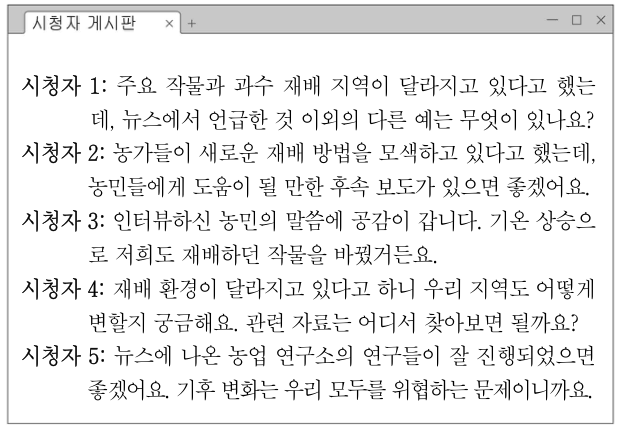 시청자 게시판 × +
시청자 1: 주요 작물과 과수 재배 지역이 달라지고 있다고 했는
데, 뉴스에서 언급한 것 이외의 다른 예는 무엇이 있나요?
시청자 2: 농가들이 새로운 재배 방법을 모색하고 있다고 했는데,
농민들에게 도움이 될 만한 후속 보도가 있으면 좋겠어요.
시청자 3: 인터뷰하신 농민의 말씀에 공감이 갑니다. 기온 상승으
로 저희도 재배하던 작물을 바꿨거든요.
시청자 4: 재배 환경이 달라지고 있다고 하니 우리 지역도 어떻게
변할지 궁금해요. 관련 자료는 어디서 찾아보면 될까요?
시청자 5: 뉴스에 나온 농업 연구소의 연구들이 잘 진행되었으면
좋겠어요. 기후 변화는 우리 모두를 위협하는 문제이니까요.